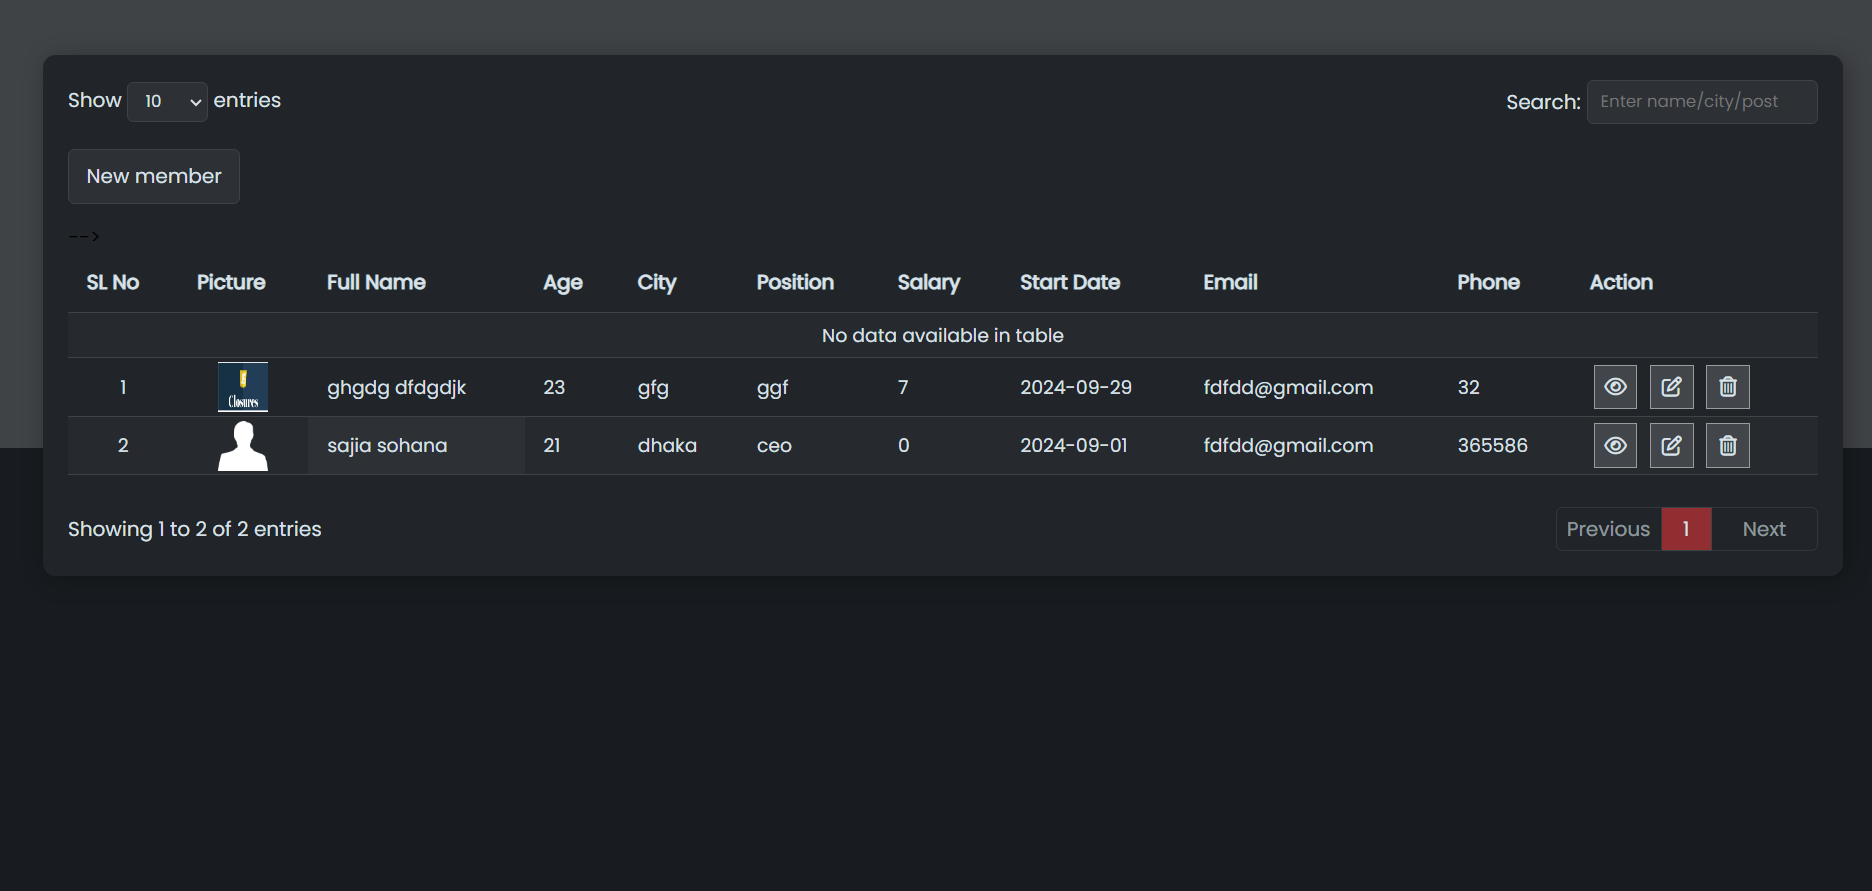 Show 10 entries
Search: Enter name/city/post
New member
-->
SL No Picture Full Name Age City Position Salary Start Date Email Phone Action
No data available in table
1 Closures ghgdg dfdgdjk 23 gfg ggf 7 2024-09-29 fdfdd@gmail.com 32
2 sajia sohana 21 dhaka ceo 0 2024-09-01 fdfdd@gmail.com 365586
Showing 1 to 2 of 2 entries
Previous 1 Next